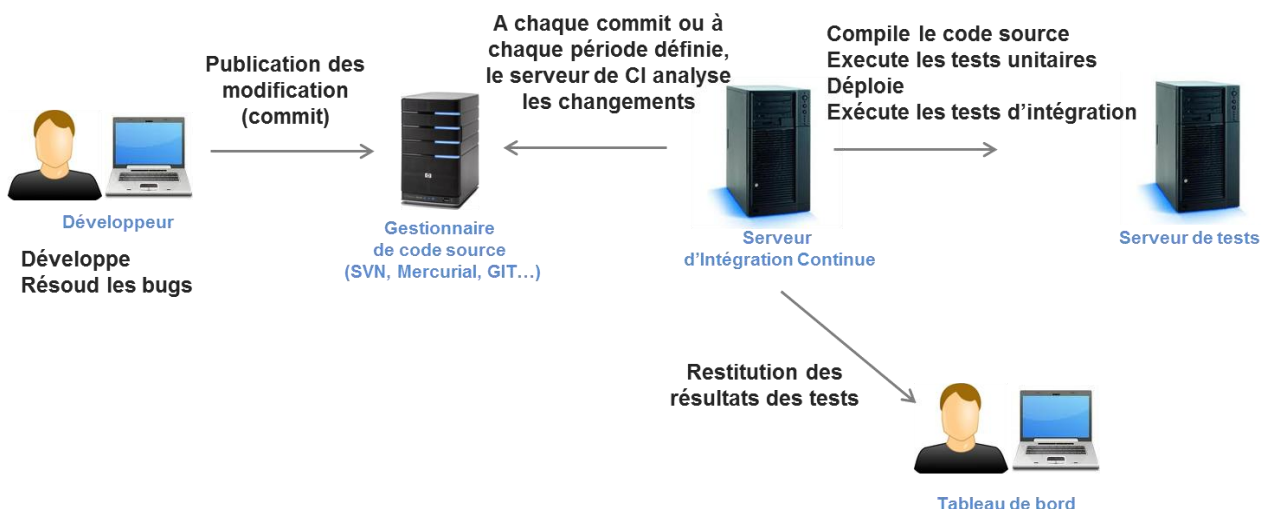 Publication des
modification
(commit)
A chaque commit ou à
chaque période définie,
le serveur de CI analyse
les changements
Compile le code source
Execute les tests unitaires
Déploie
Exécute les tests d'intégration
Développeur
Développe
Résoud les bugs
Gestionnaire
de code source
(SVN, Mercurial, GIT...)
Serveur
d'Intégration Continue
Serveur de tests
Restitution des
résultats des tests
Tableau de bord